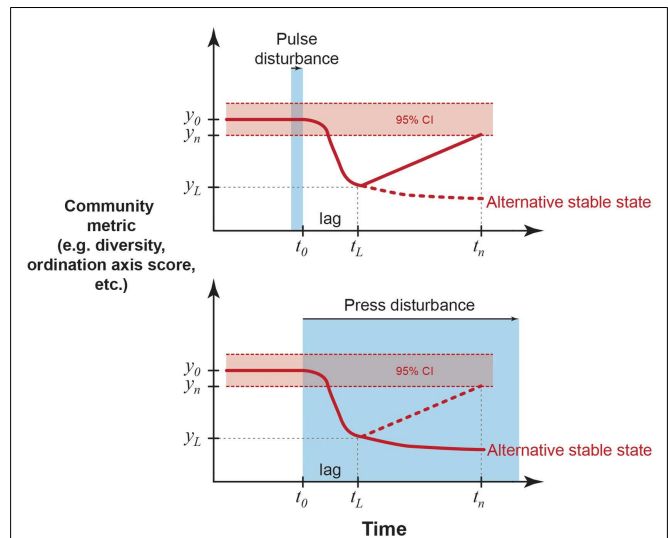 Pulse
disturbance
y0
95% CI
yn
yL
Alternative stable state
lag
t0
tL
tn
Community
metric
(e.g. diversity,
ordination axis score,
etc.)
Press disturbance
y0
95% CI
yn
yL
Alternative stable state
lag
t0
tL
tn
Time